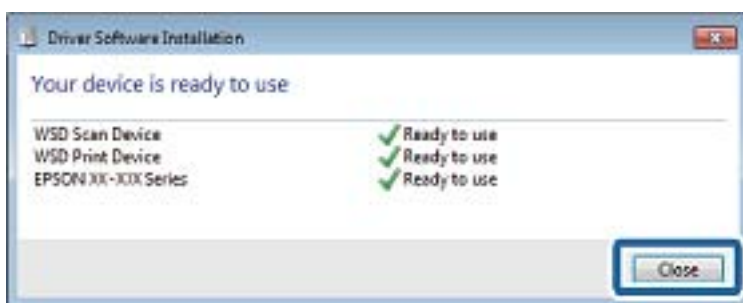 Driver Software Installation
Your device is ready to use
WSD Scan Device Ready to use
WSD Print Device Ready to use
EPSON XX-XXX Series Ready to use
Close